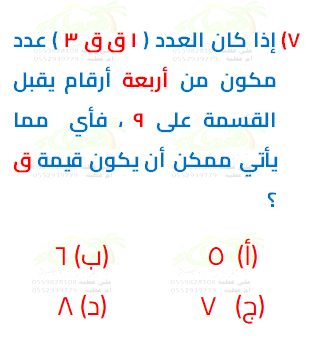 ٧) إذا كان العدد ( ١ ق ق ٣ ) عدد
مكون من أربعة أرقام يقبل
القسمة على ٩ ، فأي مما
يأتي ممكن أن يكون قيمة ق
؟
(أ) ٥ (ب) ٦
(ج) ٧ (د) ٨